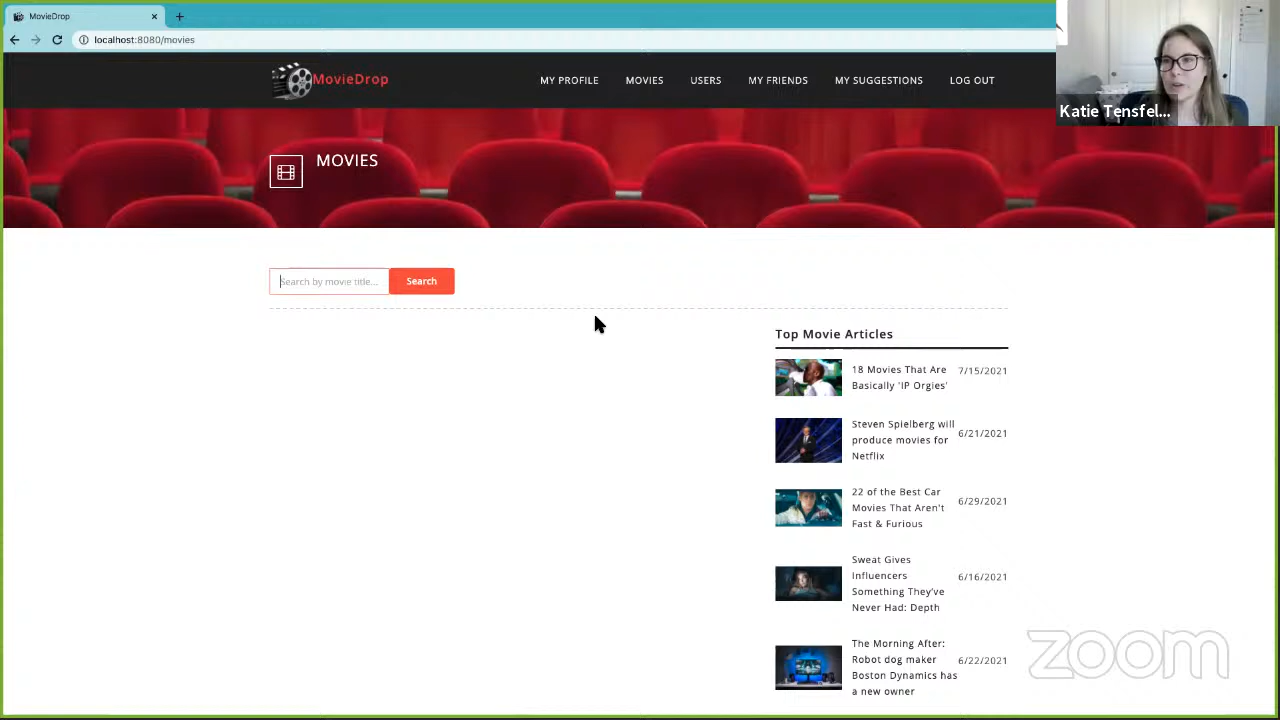 MovieDrop
localhost:8080/movies
MovieDrop
MY PROFILE
MOVIES
USERS
MY FRIENDS
MY SUGGESTIONS
LOG OUT
Katie Tensfel...
MOVIES
Search by movie title...
Search
Top Movie Articles
18 Movies That Are
Basically 'IP Orgies'
7/15/2021
Steven Spielberg will
produce movies for
Netflix
6/21/2021
22 of the Best Car
Movies That Aren't
Fast & Furious
6/29/2021
Sweat Gives
Influencers
Something They've
Never Had: Depth
6/16/2021
The Morning After:
Robot dog maker
Boston Dynamics has
a new owner
6/22/2021
zoom